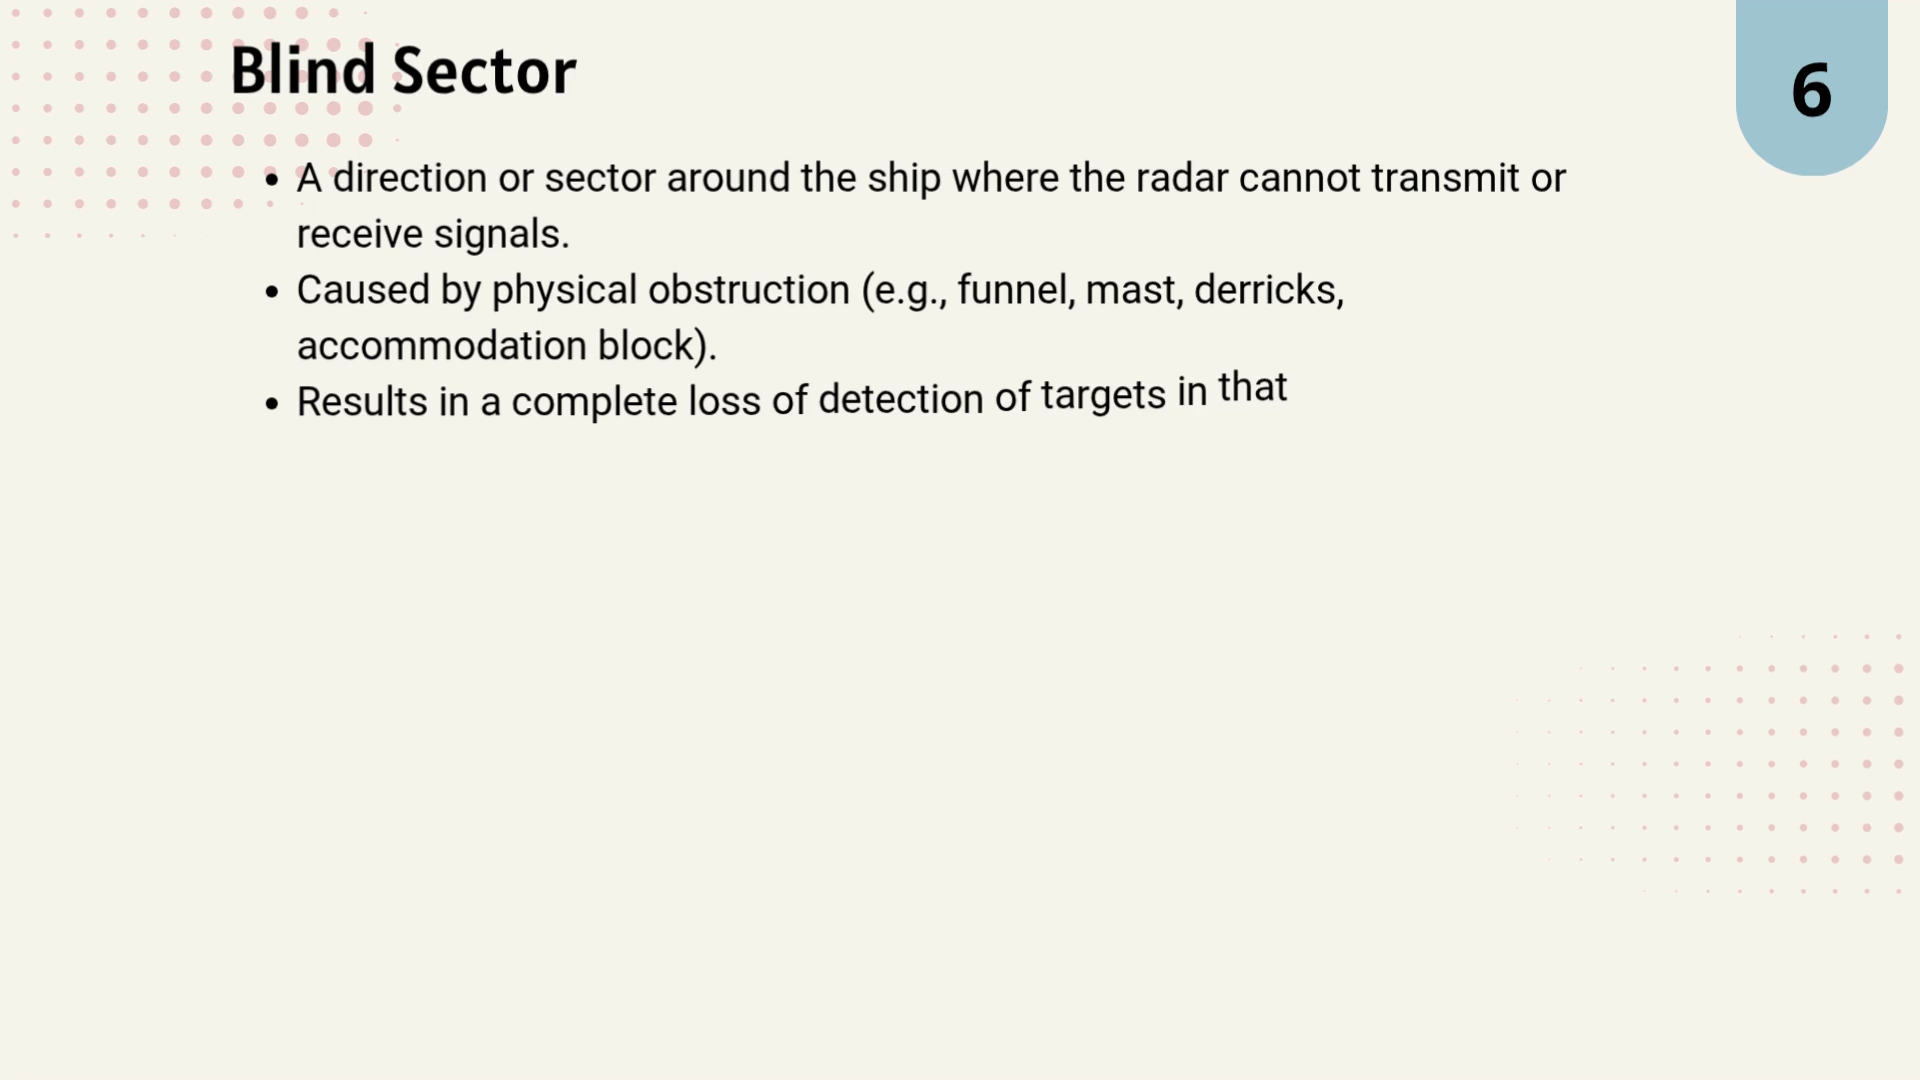 Blind Sector
6
• A direction or sector around the ship where the radar cannot transmit or
receive signals.
• Caused by physical obstruction (e.g., funnel, mast, derricks,
accommodation block).
• Results in a complete loss of detection of targets in that